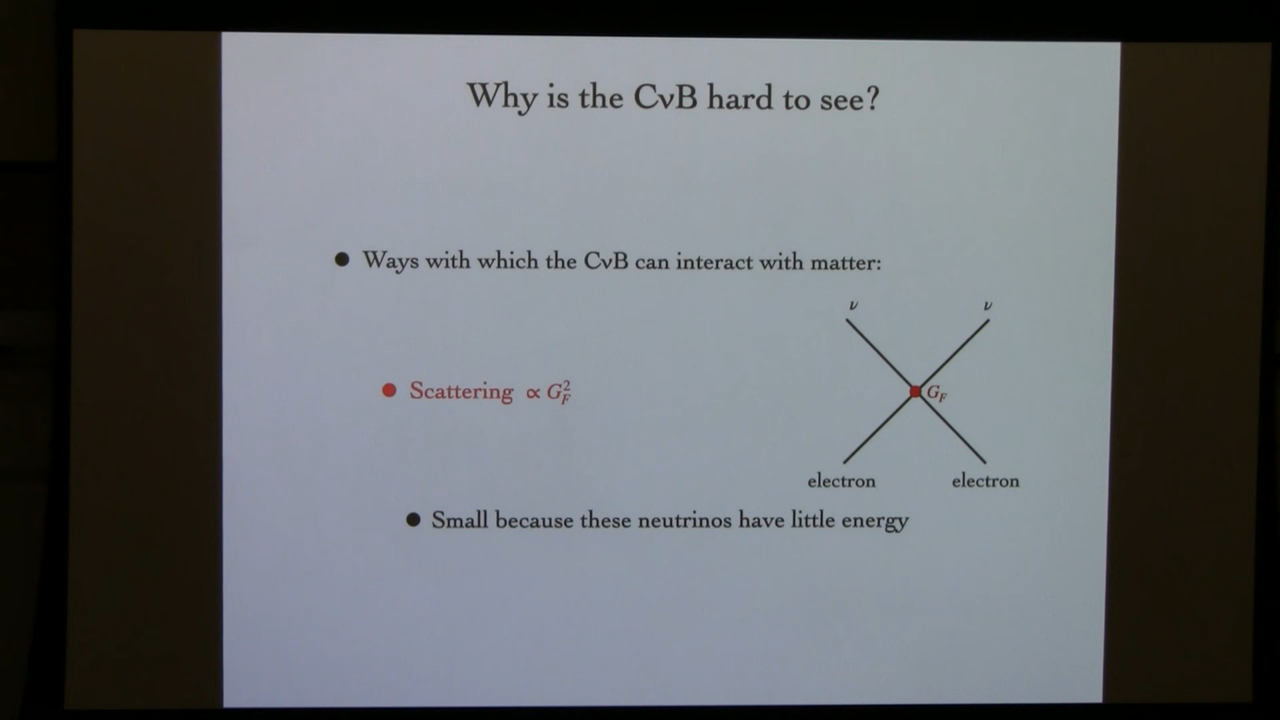 Why is the CνB hard to see?
● Ways with which the CνB can interact with matter:
ν ν
● Scattering ∝ G_F^2
G_F
electron electron
● Small because these neutrinos have little energy